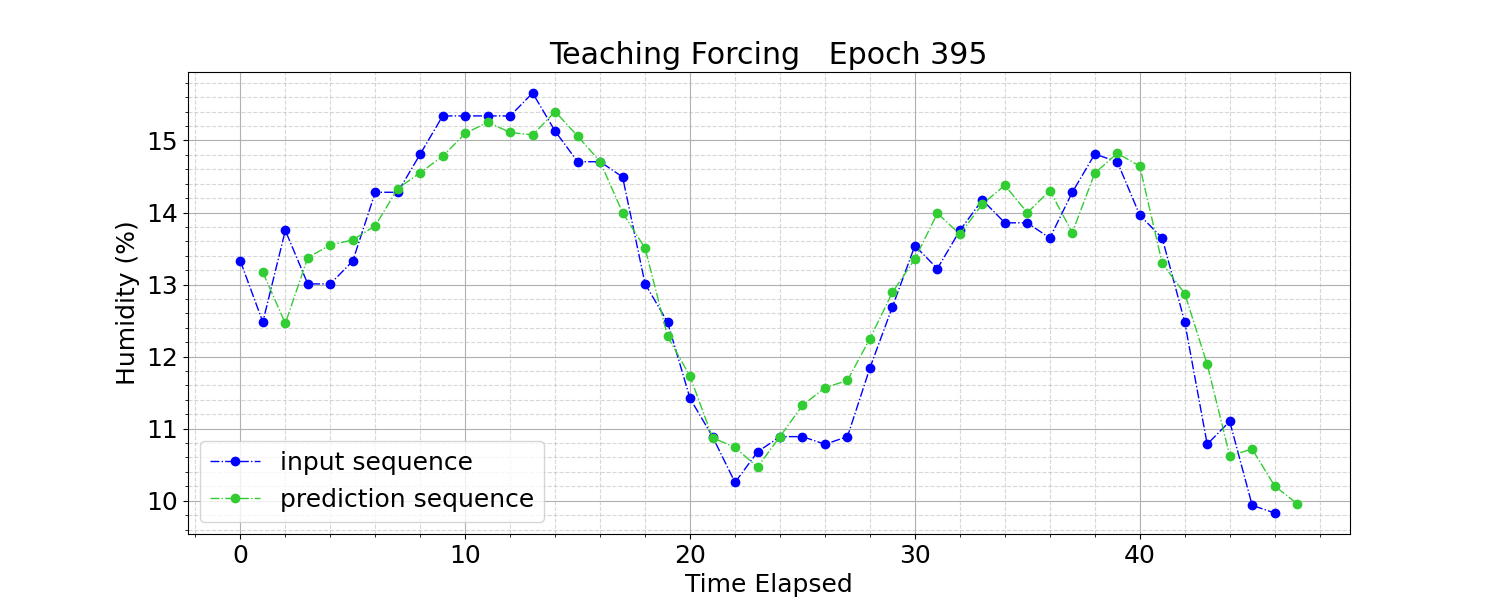 Teaching Forcing   Epoch 395
Humidity (%)
15
14
13
12
11
10
input sequence
prediction sequence
0 10 20 30 40
Time Elapsed